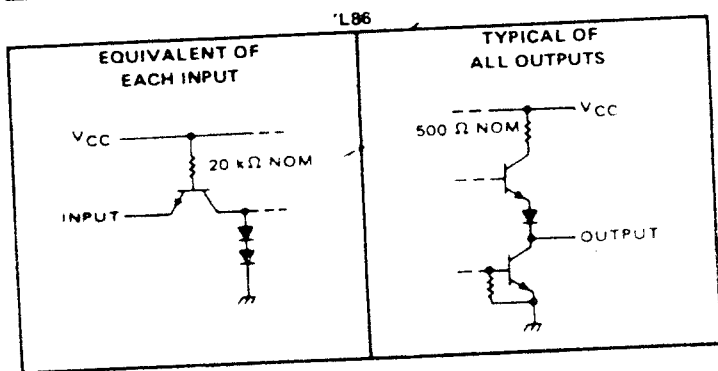 'L86
EQUIVALENT OF
EACH INPUT
VCC
20 kΩ NOM
INPUT
TYPICAL OF
ALL OUTPUTS
VCC
500 Ω NOM
OUTPUT